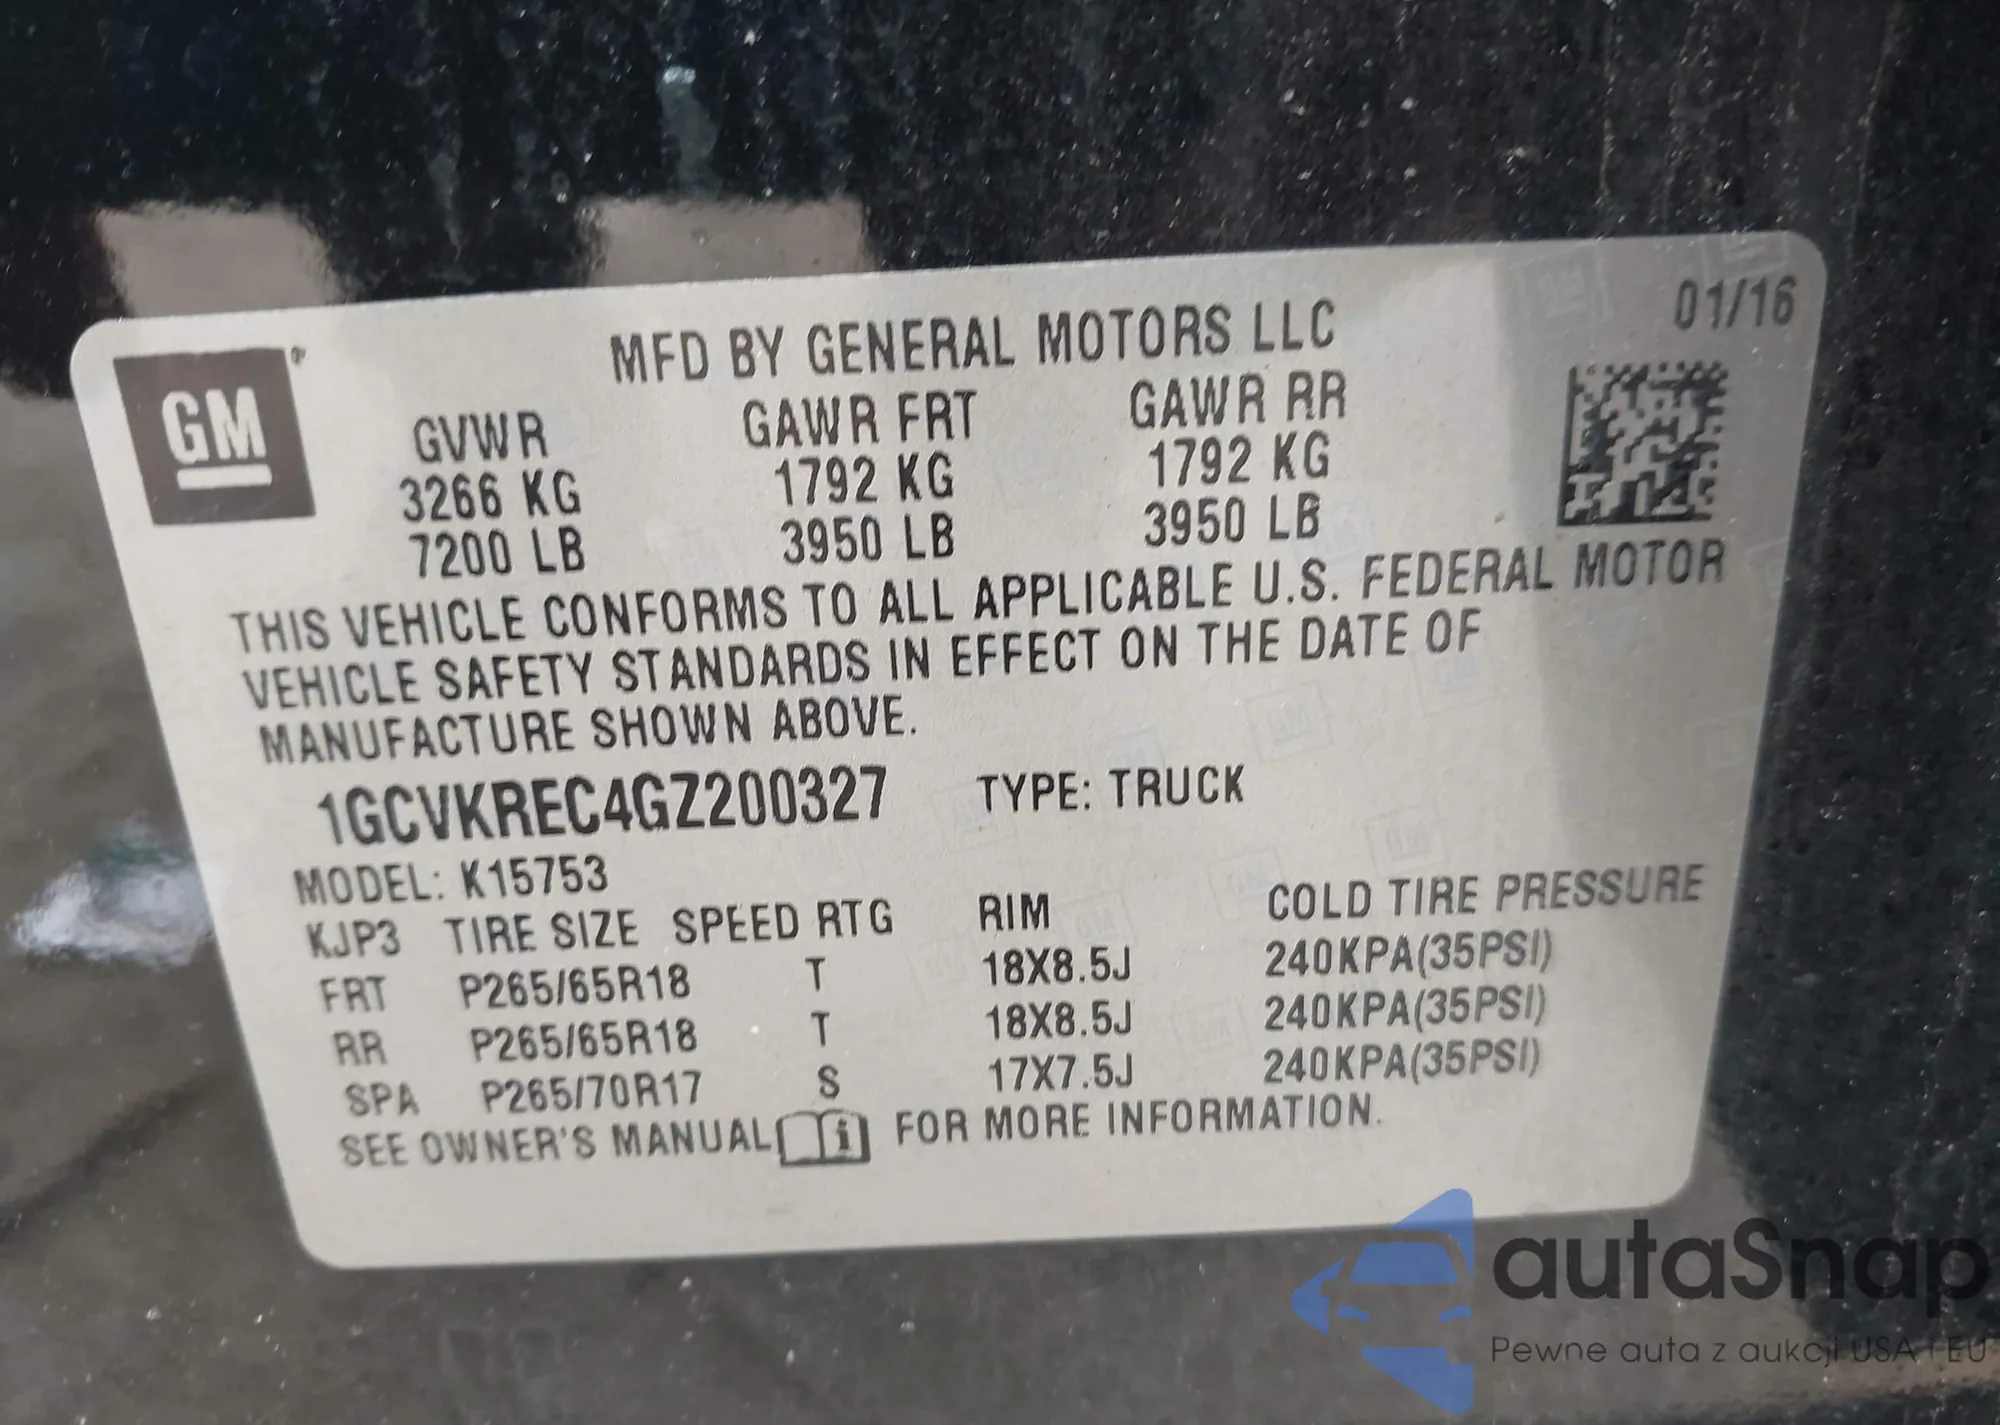 01/16
GM
MFD BY GENERAL MOTORS LLC
GVWR GAWR FRT GAWR RR
3266 KG 1792 KG 1792 KG
7200 LB 3950 LB 3950 LB
THIS VEHICLE CONFORMS TO ALL APPLICABLE U.S. FEDERAL MOTOR
VEHICLE SAFETY STANDARDS IN EFFECT ON THE DATE OF
MANUFACTURE SHOWN ABOVE.
1GCVKREC4GZ200327 TYPE: TRUCK
MODEL: K15753
KJP3 TIRE SIZE SPEED RTG RIM COLD TIRE PRESSURE
FRT P265/65R18 T 18X8.5J 240KPA(35PSI)
RR P265/65R18 T 18X8.5J 240KPA(35PSI)
SPA P265/70R17 S 17X7.5J 240KPA(35PSI)
SEE OWNER'S MANUAL i FOR MORE INFORMATION.
autaSnap
Pewne auta z aukcji USA i EU